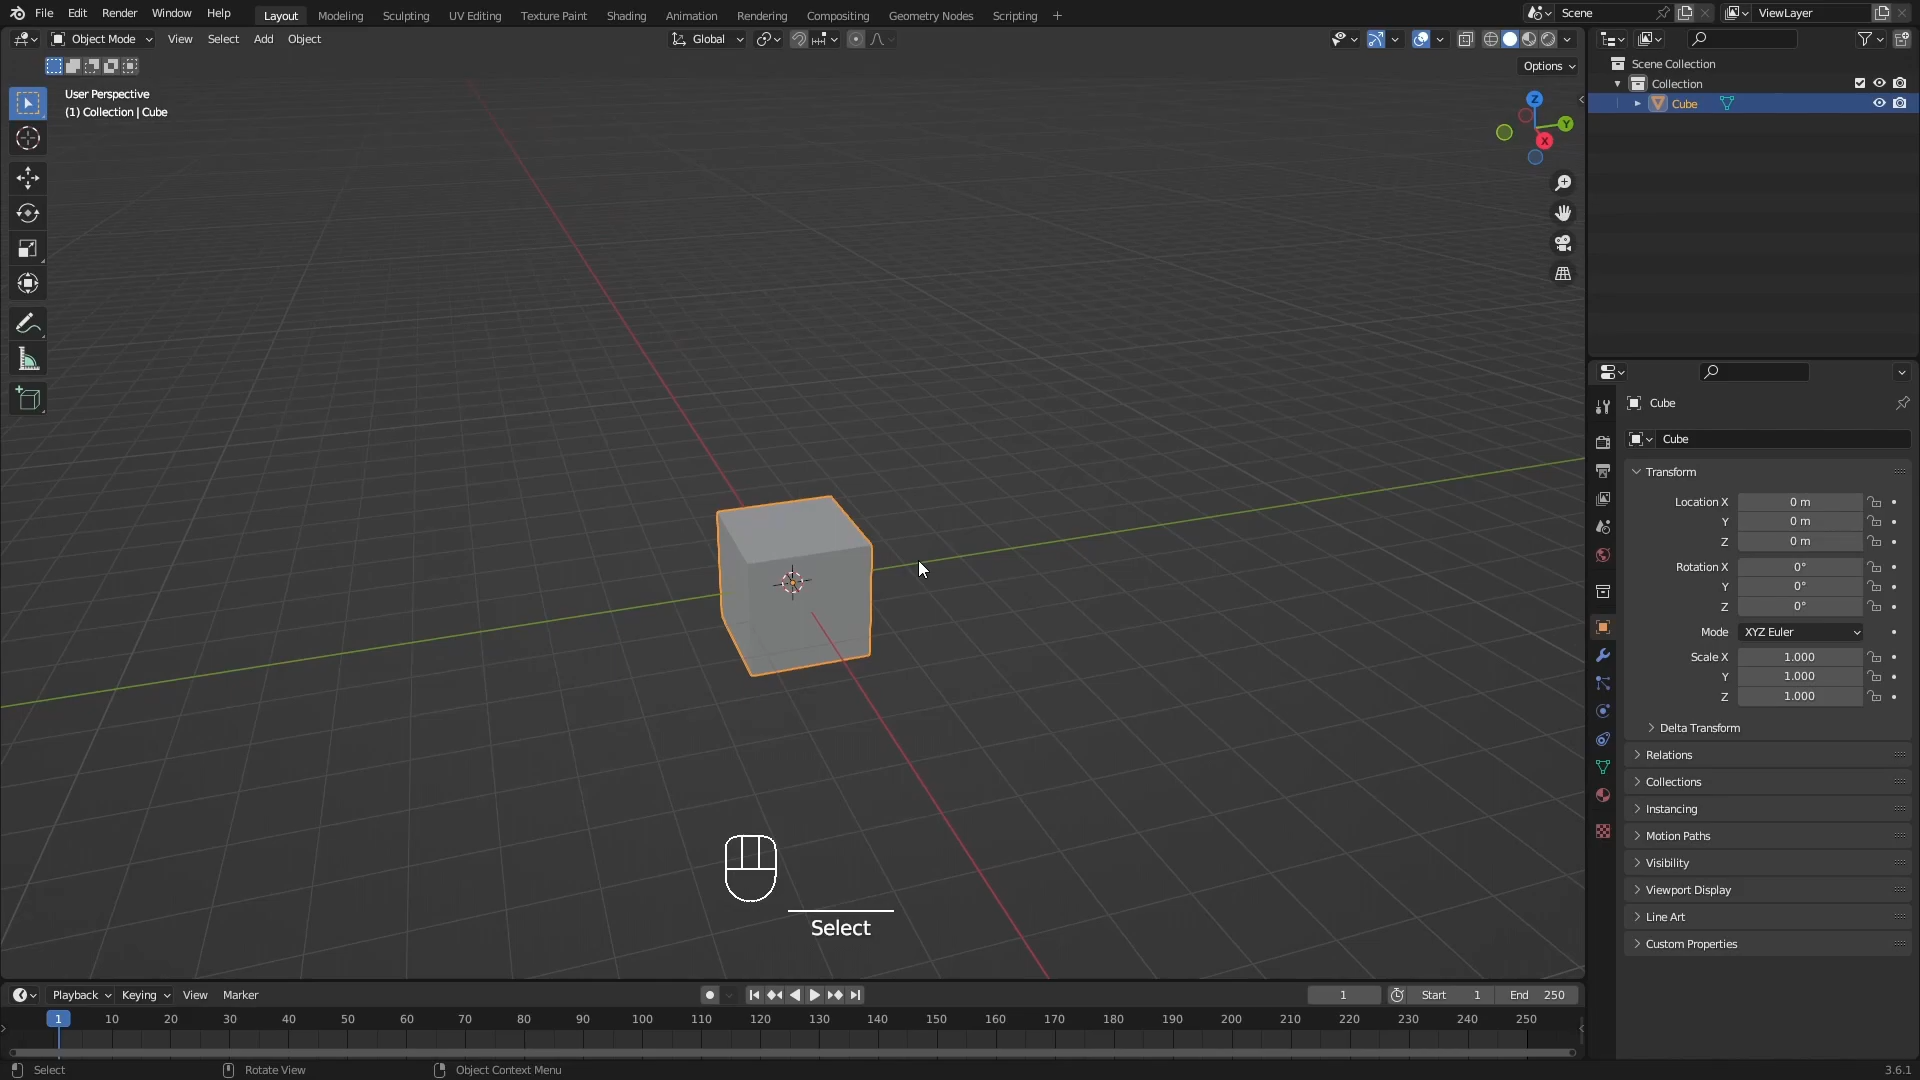 File Edit Render Window Help Layout Modeling Sculpting UV Editing Texture Paint Shading Animation Rendering Compositing Geometry Nodes Scripting + Scene ViewLayer
Object Mode View Select Add Object Global
Options
User Perspective
(1) Collection | Cube
Z
Y
X
Scene Collection
Collection
Cube
Cube
Cube
Transform
Location X 0 m
Y 0 m
Z 0 m
Rotation X 0°
Y 0°
Z 0°
Mode XYZ Euler
Scale X 1.000
Y 1.000
Z 1.000
Delta Transform
Relations
Collections
Instancing
Motion Paths
Visibility
Viewport Display
Line Art
Custom Properties
Select
Playback Keying View Marker 1 Start 1 End 250
1 10 20 30 40 50 60 70 80 90 100 110 120 130 140 150 160 170 180 190 200 210 220 230 240 250
Select Rotate View Object Context Menu 3.6.1